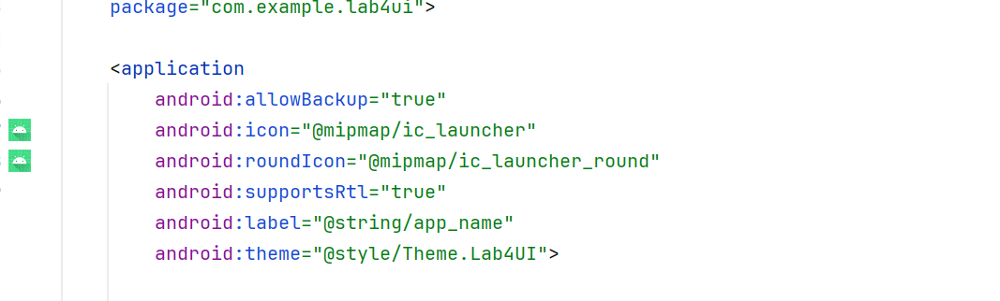 package="com.example.lab4ui">
<application
android:allowBackup="true"
android:icon="@mipmap/ic_launcher"
android:roundIcon="@mipmap/ic_launcher_round"
android:supportsRtl="true"
android:label="@string/app_name"
android:theme="@style/Theme.Lab4UI">